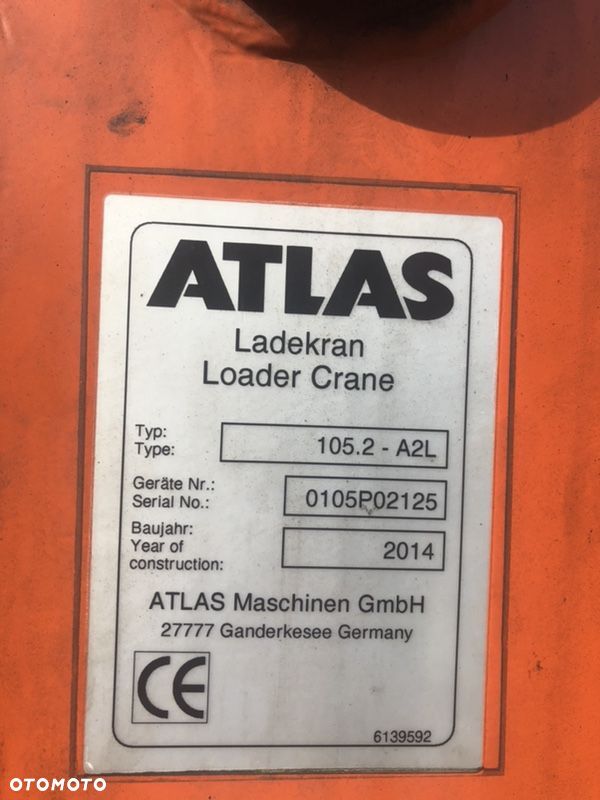 ATLAS
Ladekran
Loader Crane
Typ:
Type:
105.2 - A2L
Geräte Nr.:
Serial No.:
0105P02125
Baujahr:
Year of
construction:
2014
ATLAS Maschinen GmbH
27777 Ganderkesee Germany
CE
6139592
OTOMOTO